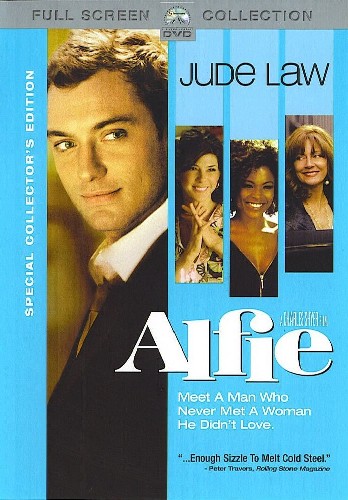 FULL SCREEN COLLECTION
DVD
JUDE LAW
SPECIAL COLLECTOR'S EDITION
Alfie
Meet A Man Who
Never Met A Woman
He Didn't Love.
"...Enough Sizzle To Melt Cold Steel."
- Peter Travers, Rolling Stone Magazine